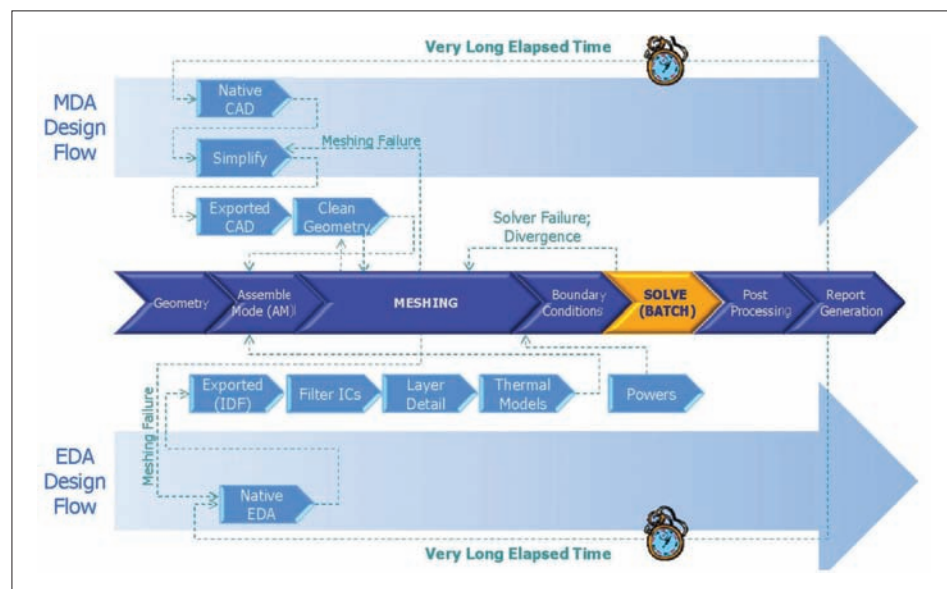 Very Long Elapsed Time
MDA
Design
Flow
Native
CAD
Simplify
Meshing Failure
Exported
CAD
Clean
Geometry
Solver Failure;
Divergence
Geometry
Assemble
Mode (AM)
MESHING
Boundary
Conditions
SOLVE
(BATCH)
Post
Processing
Report
Generation
Exported
(IDF)
Filter ICs
Layer
Detail
Thermal
Models
Powers
Meshing Failure
EDA
Design
Flow
Native
EDA
Very Long Elapsed Time